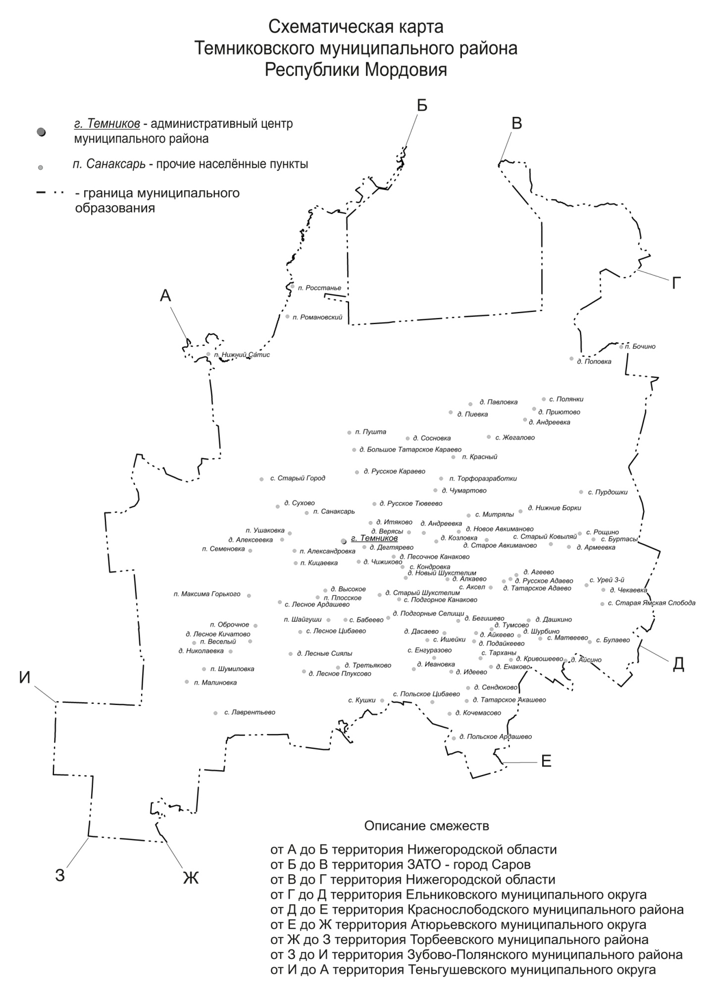 Схематическая карта
Темниковского муниципального района
Республики Мордовия
Б
В
г. Темников - административный центр
муниципального района
п. Санаксарь - прочие населённые пункты
- граница муниципального
образования
Г
А
п. Росстанье
п. Романовский
п. Нижний Сатис
п. Бочино
д. Поповка
д. Павловка
с. Полянки
д. Пиевка
д. Приютово
д. Андреевка
п. Пушта
д. Сосновка
с. Жегалово
д. Большое Татарское Караево
п. Красный
д. Русское Караево
с. Старый Город
п. Торфоразработки
д. Чумартово
с. Пурдошки
д. Сухово
д. Русское Тювеево
п. Санаксарь
д. Нижние Борки
с. Митрялы
д. Итяково
д. Андреевка
п. Ушаковка
д. Верясы
д. Новое Авкиманово
с. Рощино
д. Алексеевка
г. Темников
д. Козловка
с. Старый Ковыляй
с. Буртасы
п. Семеновка
п. Александровка
д. Дегтярево
д. Старое Авкиманово
д. Армеевка
д. Песочное Канаково
п. Кицаевка
д. Чижиково
с. Кондровка
д. Новый Шукстелим
д. Агеево
д. Алкаево
д. Русское Адаево
с. Урей 3-й
д. Высокое
с. Аксел
д. Татарское Адаево
д. Чекаевка
п. Максима Горького
д. Старый Шукстелим
п. Плосское
с. Подгорное Канаково
с. Лесное Ардашево
с. Старая Ямская Слобода
д. Подгорные Селищи
п. Шайгуши
с. Бабеево
д. Бегишево
д. Дашкино
п. Оброчное
д. Тумсово
с. Лесное Цибаево
д. Дасаево
д. Шурбино
д. Лесное Кичатово
д. Айкеево
с. Матвеево
п. Веселый
с. Ишейки
д. Подайкеево
с. Булаево
д. Николаевка
д. Лесные Сиялы
с. Енгуразово
с. Тарханы
д. Кривошеево
д. Айсино
д. Третьяково
д. Ивановка
д. Енаково
п. Шумиловка
д. Лесное Плуксово
д. Идеево
Д
И
п. Малиновка
д. Сендюково
с. Польское Цибаево
с. Кушки
д. Татарское Акашево
с. Лаврентьево
д. Кочемасово
д. Польское Ардашево
Е
З
Ж
Описание смежеств
от А до Б территория Нижегородской области
от Б до В территория ЗАТО - город Саров
от В до Г территория Нижегородской области
от Г до Д территория Ельниковского муниципального округа
от Д до Е территория Краснослободского муниципального района
от Е до Ж территория Атюрьевского муниципального округа
от Ж до З территория Торбеевского муниципального района
от З до И территория Зубово-Полянского муниципального района
от И до А территория Теньгушевского муниципального округа